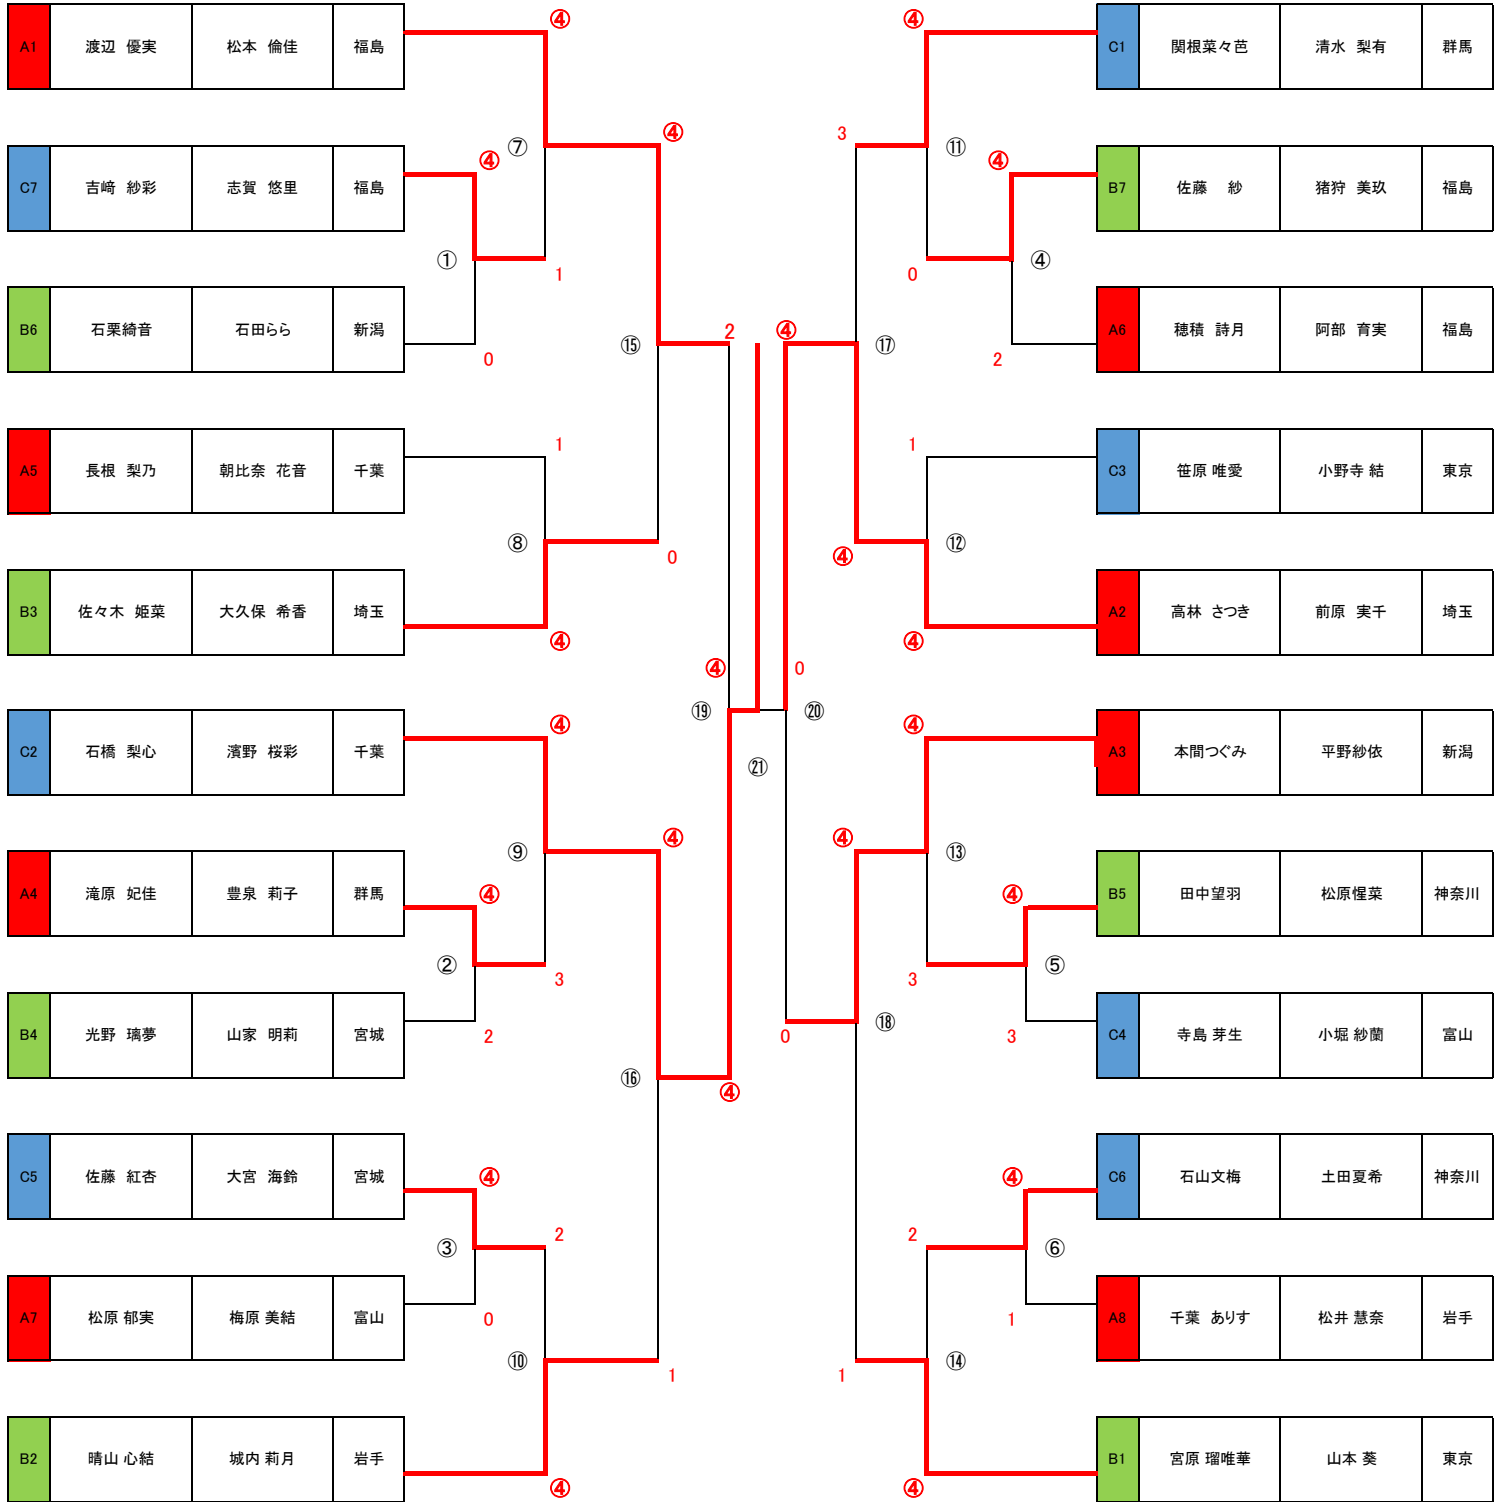 A1 渡辺 優実 松本 倫佳 福島
④
④
C1 関根菜々芭 清水 梨有 群馬
④
3
⑦
⑪
C7 吉﨑 紗彩 志賀 悠里 福島
④
④
B7 佐藤 紗 猪狩 美玖 福島
①
1
0
④
B6 石栗綺音 石田らら 新潟
0
⑮
2
④
⑰
2
A6 穂積 詩月 阿部 育実 福島
A5 長根 梨乃 朝比奈 花音 千葉
1
1
C3 笹原 唯愛 小野寺 結 東京
⑧
0
④
⑫
B3 佐々木 姫菜 大久保 希香 埼玉
④
④
A2 高林 さつき 前原 実千 埼玉
④
0
⑲
⑳
C2 石橋 梨心 濱野 桜彩 千葉
④
④
A3 本間つぐみ 平野紗依 新潟
㉑
⑨
④
④
⑬
A4 滝原 妃佳 豊泉 莉子 群馬
④
④
B5 田中望羽 松原惺菜 神奈川
②
3
3
⑤
B4 光野 璃夢 山家 明莉 宮城
2
0
⑱
3
C4 寺島 芽生 小堀 紗蘭 富山
⑯
④
C5 佐藤 紅杏 大宮 海鈴 宮城
④
④
C6 石山文梅 土田夏希 神奈川
③
2
2
⑥
A7 松原 郁実 梅原 美結 富山
0
1
A8 千葉 ありす 松井 慧奈 岩手
⑩
1
1
⑭
B2 晴山 心結 城内 莉月 岩手
④
④
B1 宮原 瑠唯華 山本 葵 東京